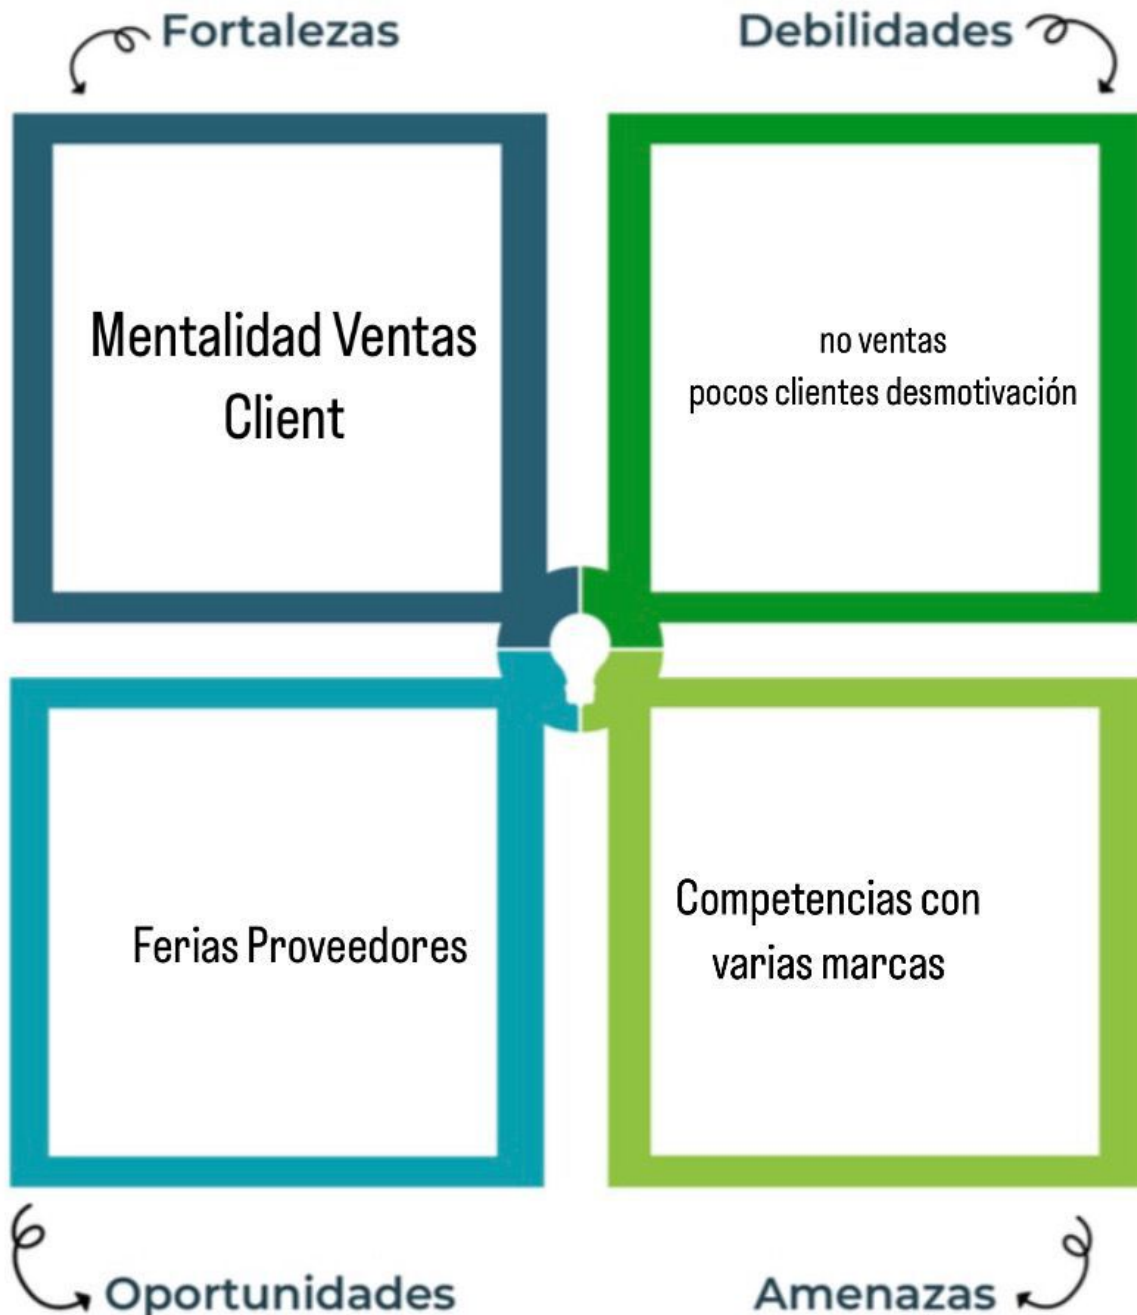 Fortalezas
Debilidades
Mentalidad Ventas
Client
no ventas
pocos clientes desmotivación
Ferias Proveedores
Competencias con
varias marcas
Oportunidades
Amenazas